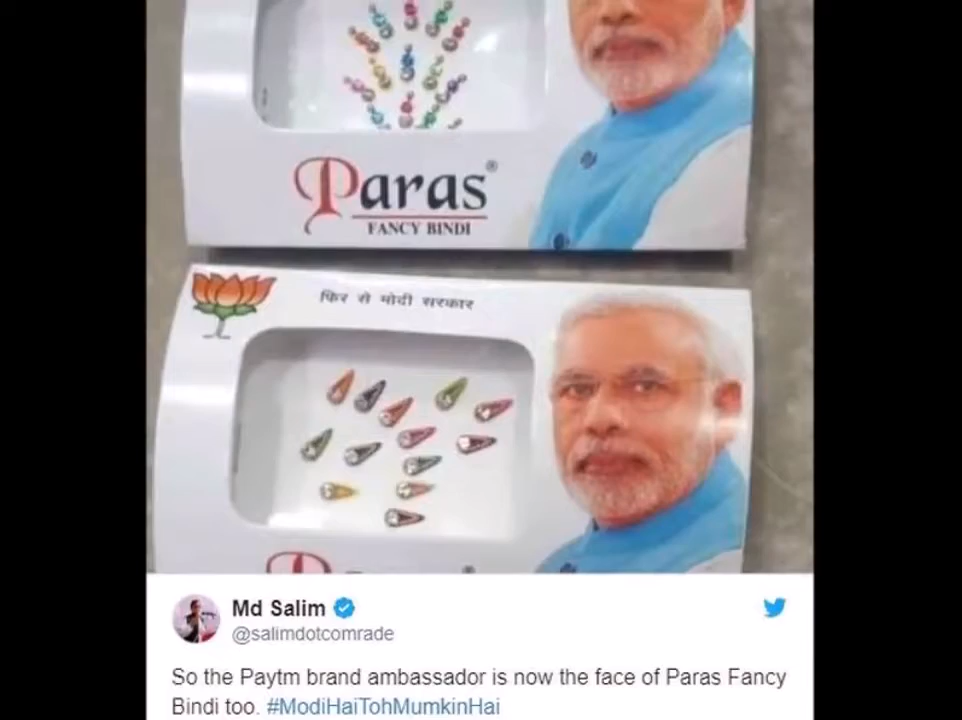 Paras®
FANCY BINDI
फिर से मोदी सरकार
Md Salim
@salimdotcomrade
So the Paytm brand ambassador is now the face of Paras Fancy
Bindi too. #ModiHaiTohMumkinHai